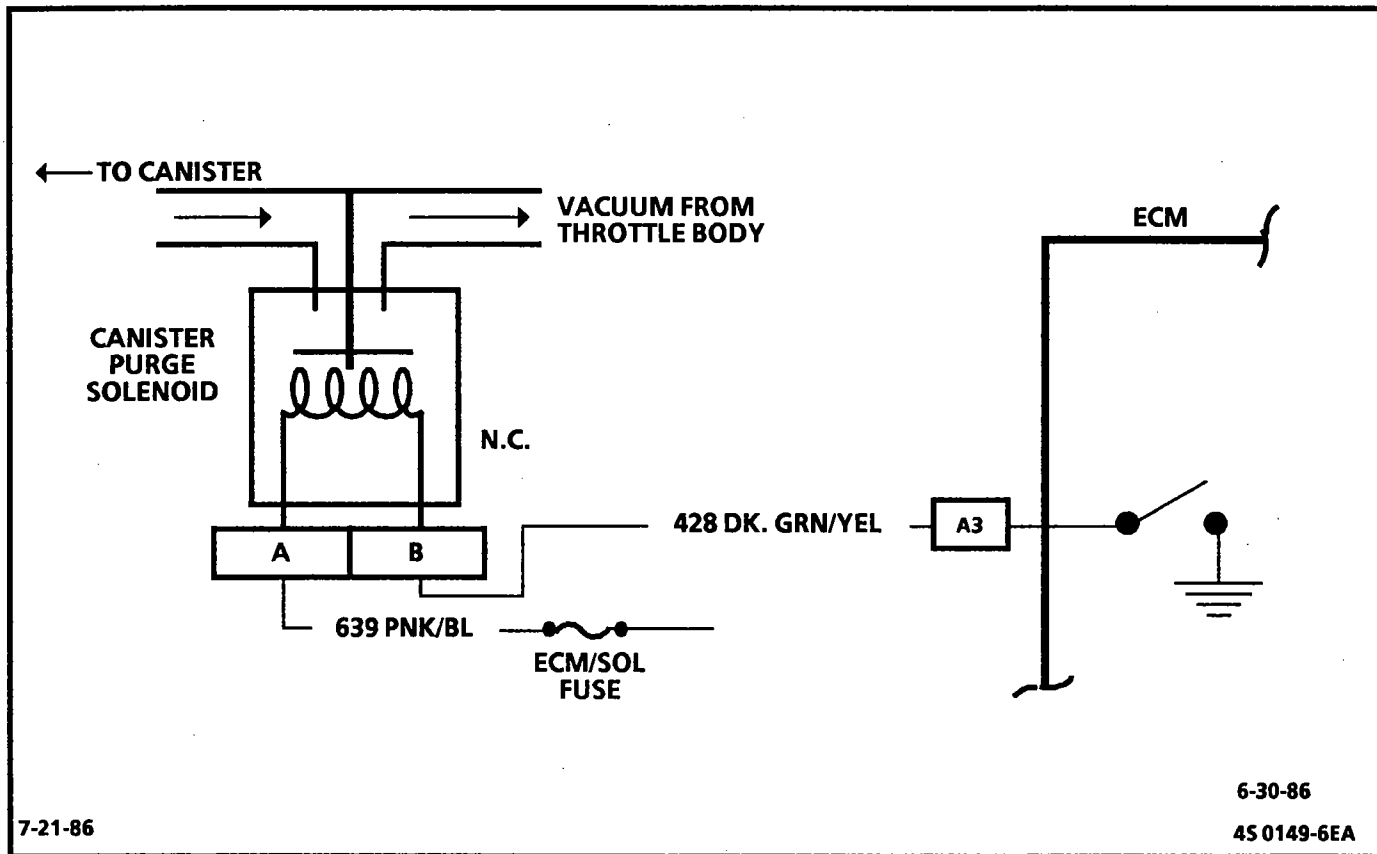 TO CANISTER
VACUUM FROM
THROTTLE BODY
ECM
CANISTER
PURGE
SOLENOID
N.C.
A
B
428 DK. GRN/YEL
A3
639 PNK/BL
ECM/SOL
FUSE
6-30-86
7-21-86
4S 0149-6EA